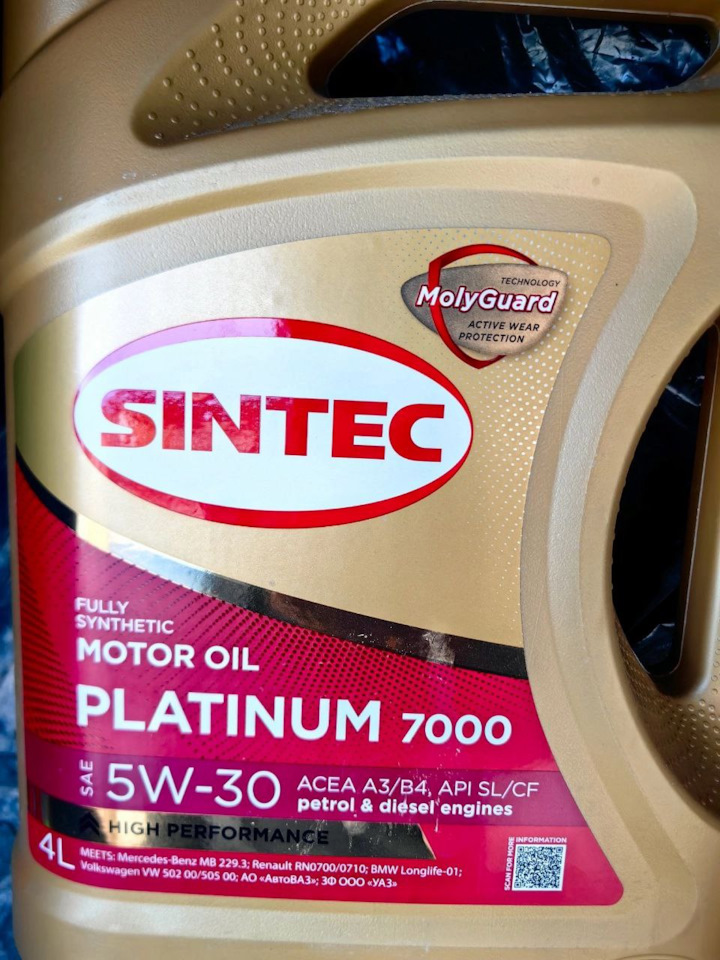 TECHNOLOGY
MolyGuard
ACTIVE WEAR
PROTECTION
SINTEC
FULLY
SYNTHETIC
MOTOR OIL
PLATINUM 7000
SAE 5W-30
ACEA A3/B4, API SL/CF
petrol & diesel engines
HIGH PERFORMANCE
4L
MEETS: Mercedes-Benz MB 229.3; Renault RN0700/0710; BMW Longlife-01;
Volkswagen VW 502 00/505 00; АО «АвтоВАЗ»; ЗФ ООО «УАЗ»
SCAN FOR MORE INFORMATION